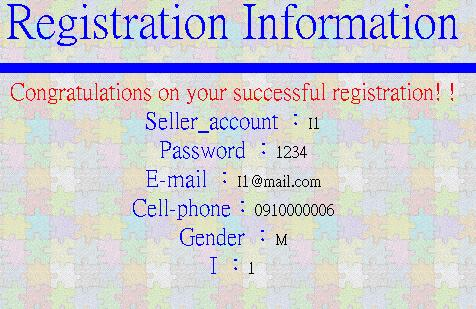 Registration Information
Congratulations on your successful registration! !
Seller_account : I1
Password : 1234
E-mail : I1@mail.com
Cell-phone : 0910000006
Gender : M
I : 1